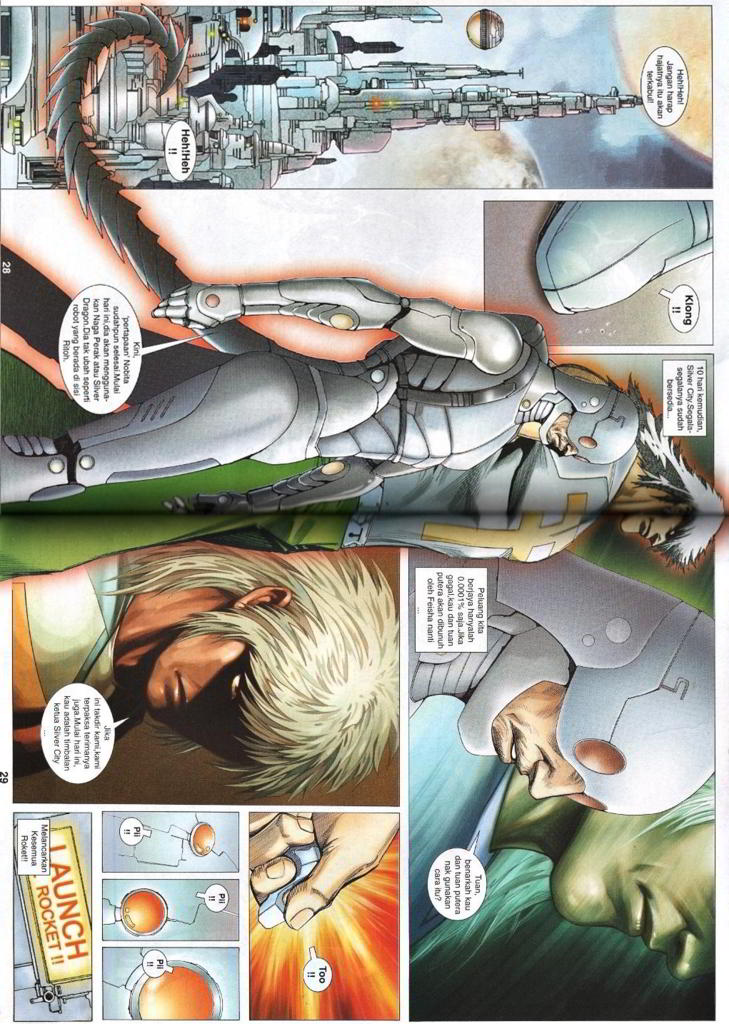 Heh!Heh!
Jangan harap
hajatnya itu akan
terkabul!
Heh!Heh
!!
Klong
!!
10 hari kemudian,
Silver City.Segala-
segalanya sudah
bersedia...
Kini,
'pertapaan' Nobita
sudahpun selesai.Mulai
hari ini,dia akan mengguna-
kan Naga Perak atau Silver
Dragon.Dia tak ubah seperti
robot yang berada di sisi
Ritoh.
28
Tuan,
benarkah kau
dan tuan putera
nak gunakan
cara itu?
Peluang kita
berjaya hanyalah
0.0001% saja.Jika
gagal,kau dan tuan
putera akan dibunuh
oleh Feisha nanti
...
5
Jika
ini takdir kami,kami
terpaksa terimanya
juga.Mulai hari ini,
kau adalah timbalan
ketua Silver City
...
Too
!!
Pii
!!
Pii
!!
Pii
!!
Melancarkan
Kesemua
Roket!!
LAUNCH
ROCKET !!
29